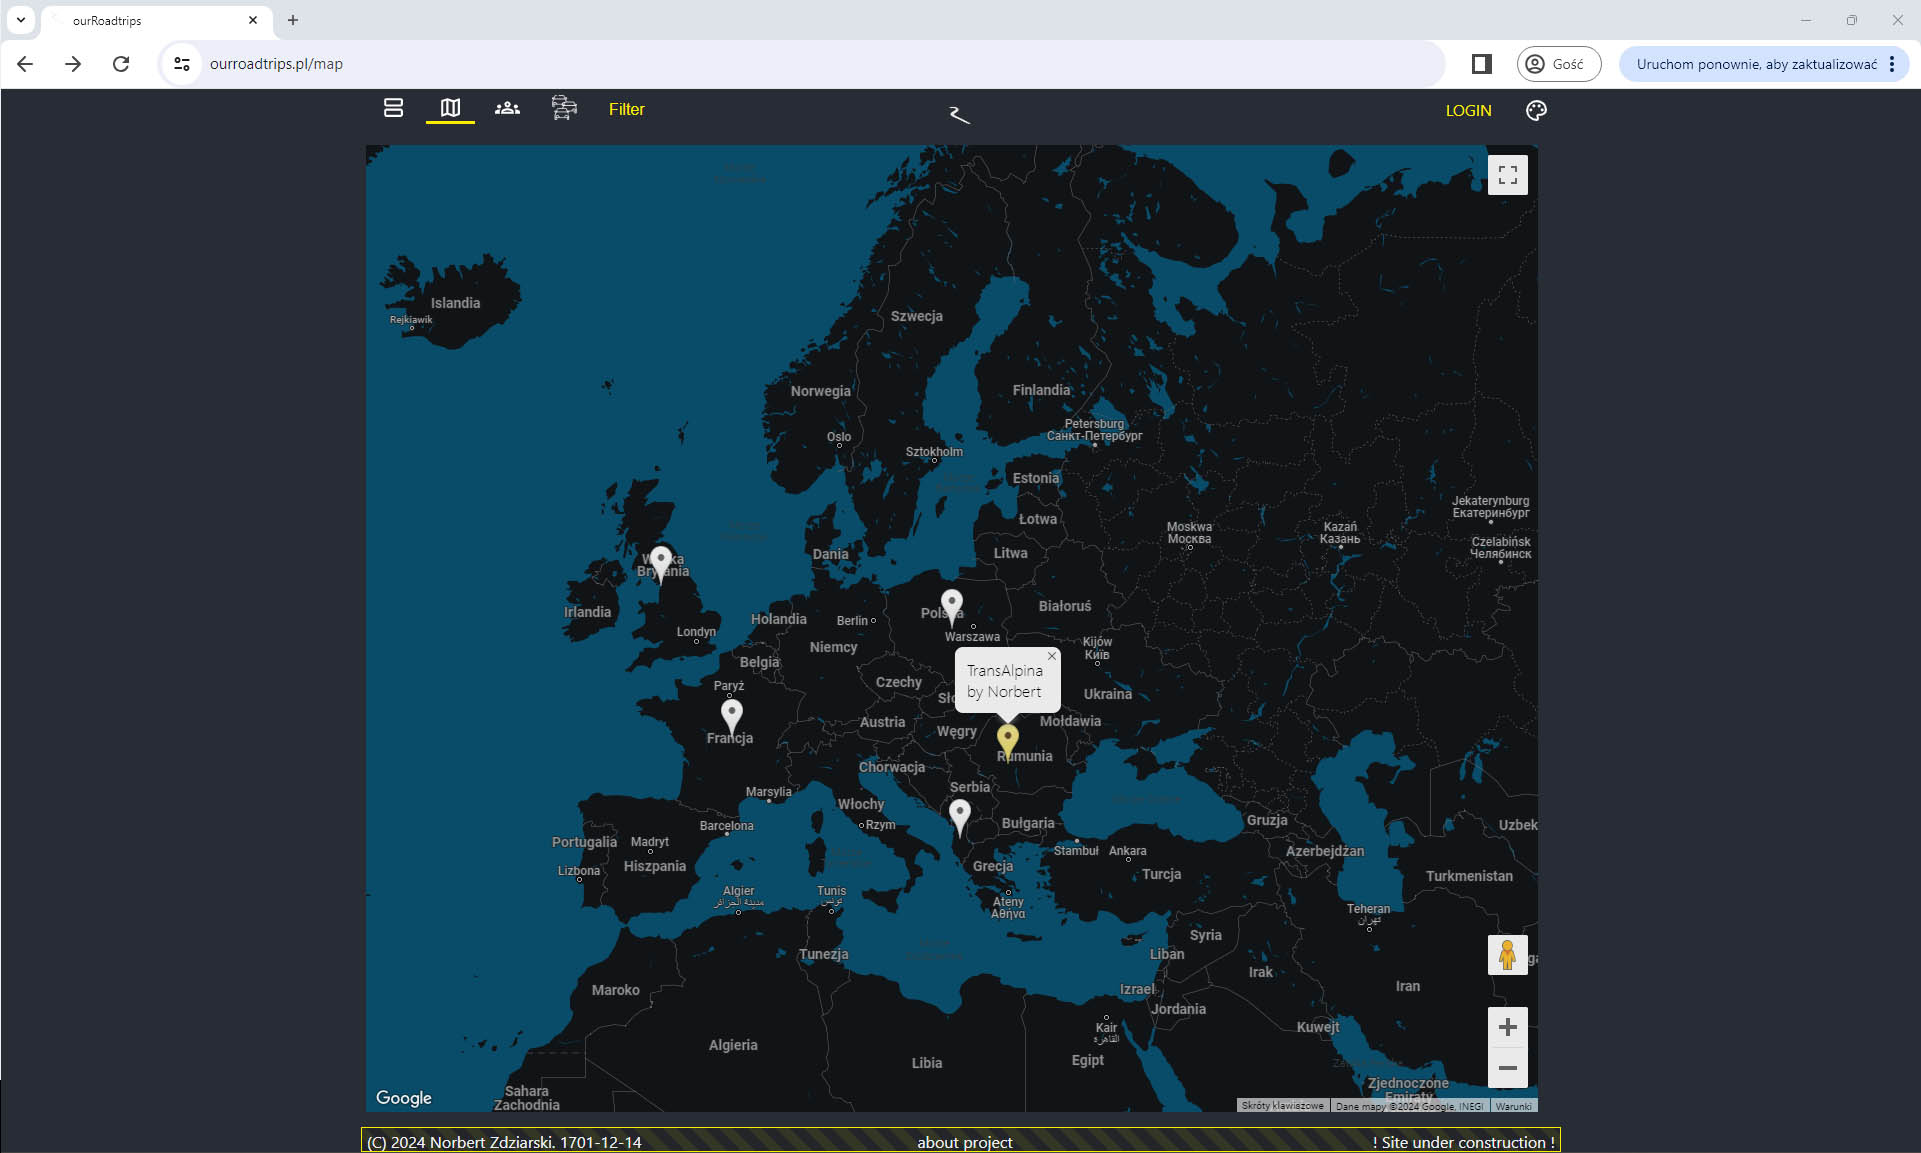 ourRoadtrips
ourroadtrips.pl/map
Gość
Uruchom ponownie, aby zaktualizować
Filter
LOGIN
Islandia
Rejkiawik
Szwecja
Norwegia
Finlandia
Petersburg
Санкт-Петербург
Oslo
Sztokholm
Estonia
Jekaterynburg
Екатеринбург
Łotwa
Moskwa
Москва
Kazań
Казань
Czelabińsk
Челябинск
Dania
Litwa
Brytania
Irlandia
Białoruś
Holandia
Berlin
Polska
Londyn
Warszawa
Kijów
Київ
Niemcy
Belgia
TransAlpina
by Norbert
Czechy
Paryż
Ukraina
Austria
Mołdawia
Węgry
Francja
Rumunia
Chorwacja
Serbia
Marsylia
Włochy
Barcelona
Rzym
Bułgaria
Gruzja
Uzbek
Portugalia
Madryt
Stambuł
Ankara
Azerbejdżan
Hiszpania
Lizbona
Grecja
Turcja
Turkmenistan
Algier
مدينة الجزائر
Tunis
تونس
Ateny
Αθήνα
Teheran
تهران
Syria
Tunezja
Liban
Irak
Maroko
Izrael
Iran
Jordania
Kair
القاهرة
Kuwejt
Algieria
Libia
Egipt
Zjednoczone
Emiraty
Sahara
Zachodnia
Google
Skróty klawiszowe
Dane mapy ©2024 Google, INEGI
Warunki
(C) 2024 Norbert Zdziarski. 1701-12-14
about project
! Site under construction !